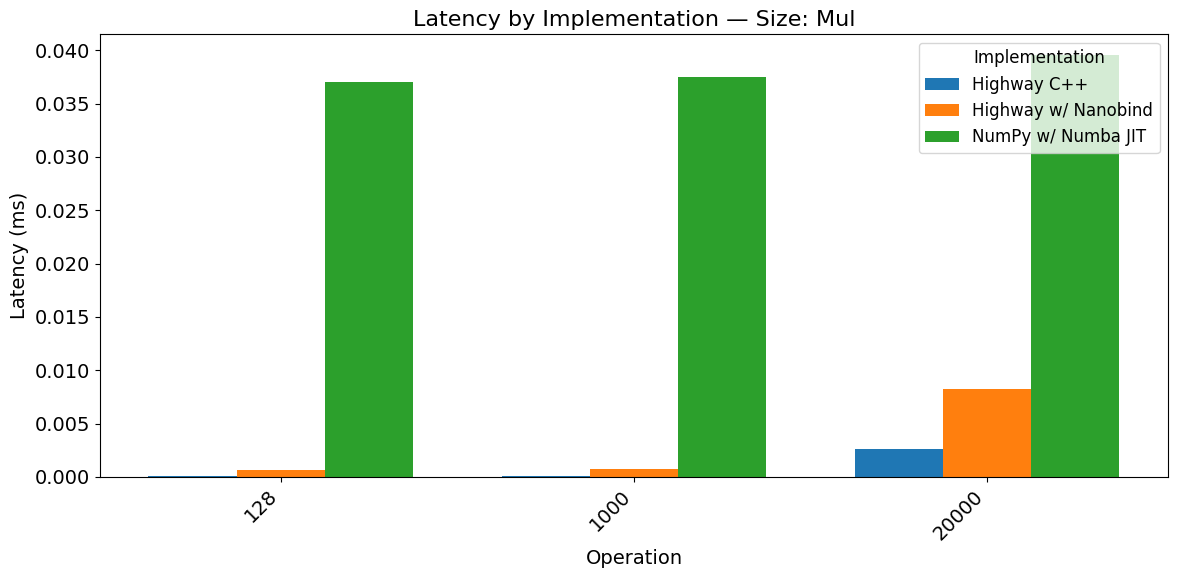 Latency by Implementation — Size: Mul
Implementation
Highway C++
Highway w/ Nanobind
NumPy w/ Numba JIT
Latency (ms)
0.040
0.035
0.030
0.025
0.020
0.015
0.010
0.005
0.000
128
1000
20000
Operation